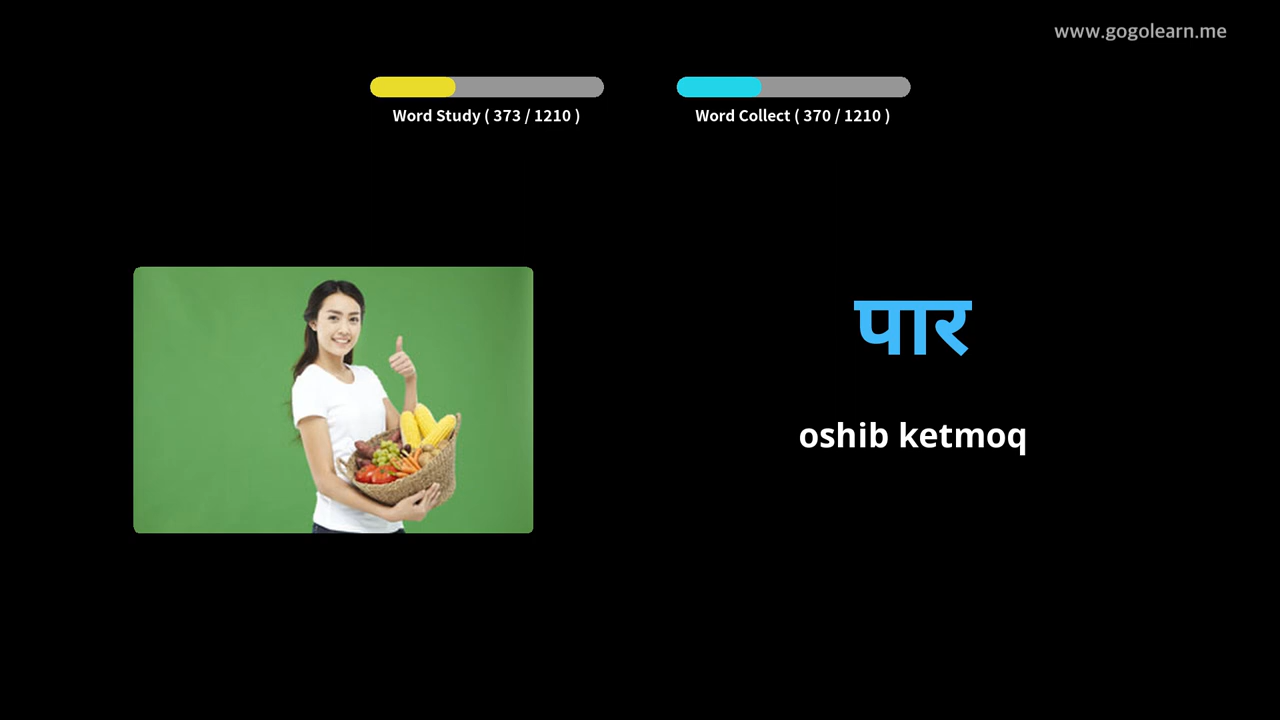 www.gogolearn.me
Word Study ( 373 / 1210 )
Word Collect ( 370 / 1210 )
पार
oshib ketmoq